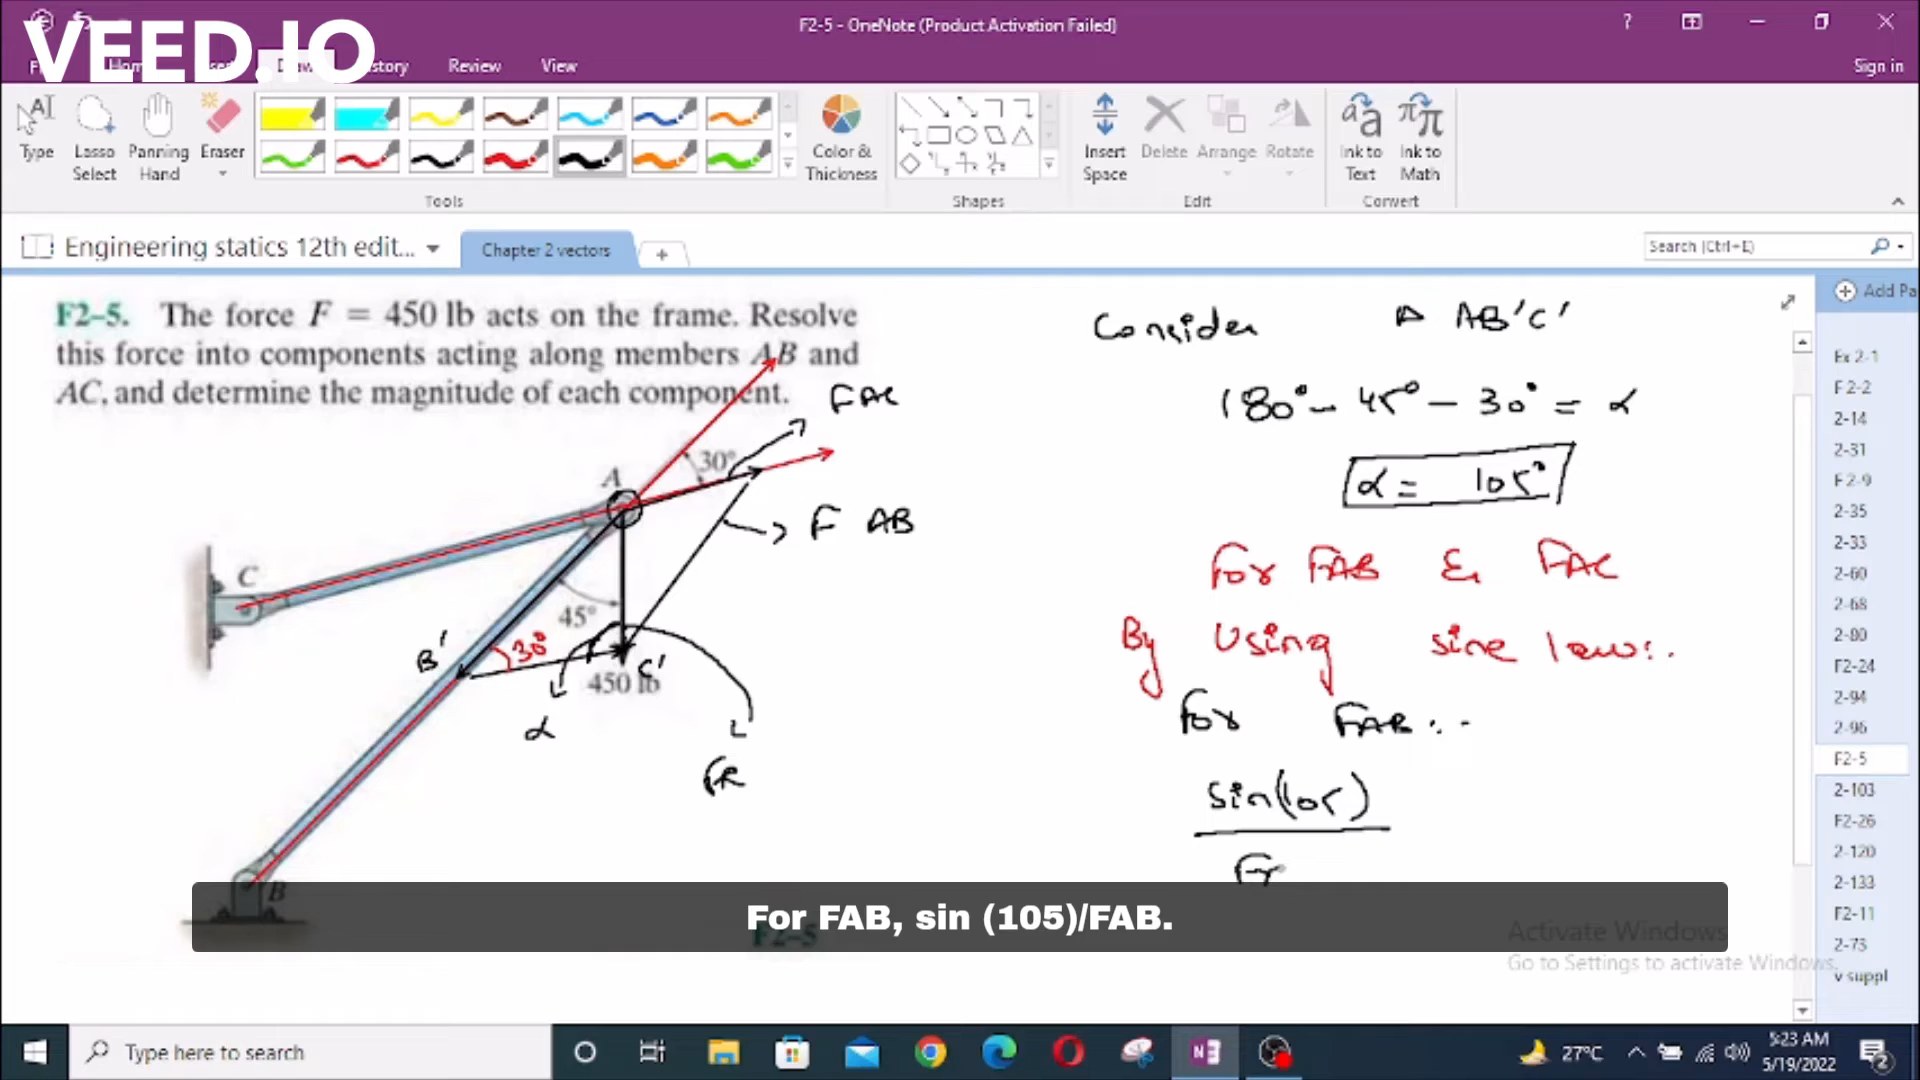 VEED.IO
F2-5 - OneNote (Product Activation Failed)
Review
View
Sign in
Type
Lasso Select
Panning Hand
Eraser
Color & Thickness
Insert Space
Delete
Arrange
Rotate
Ink to Text
Ink to Math
Tools
Shapes
Edit
Convert
Engineering statics 12th edit...
Chapter 2 vectors
Search (Ctrl+E)
F2–5. The force F = 450 lb acts on the frame. Resolve
this force into components acting along members AB and
AC, and determine the magnitude of each component.
FAC
30°
A
F AB
C
45°
B'
30°
C'
450 lb
α
FR
B
F2-5
Consider Δ AB'C'
180° - 45° - 30° = α
α = 105°
For FAB & FAC
By Using sine law:.
For FAB:-
sin(105)
For FAB, sin (105)/FAB.
Add Pa
Ex 2-1
F 2-2
2-14
2-31
F 2-9
2-35
2-33
2-60
2-68
2-80
F2-24
2-94
2-96
F2-5
2-103
F2-26
2-120
2-133
F2-11
2-73
v suppl
Activate Windows
Go to Settings to activate Windows.
Type here to search
27°C
5:23 AM
5/19/2022
2